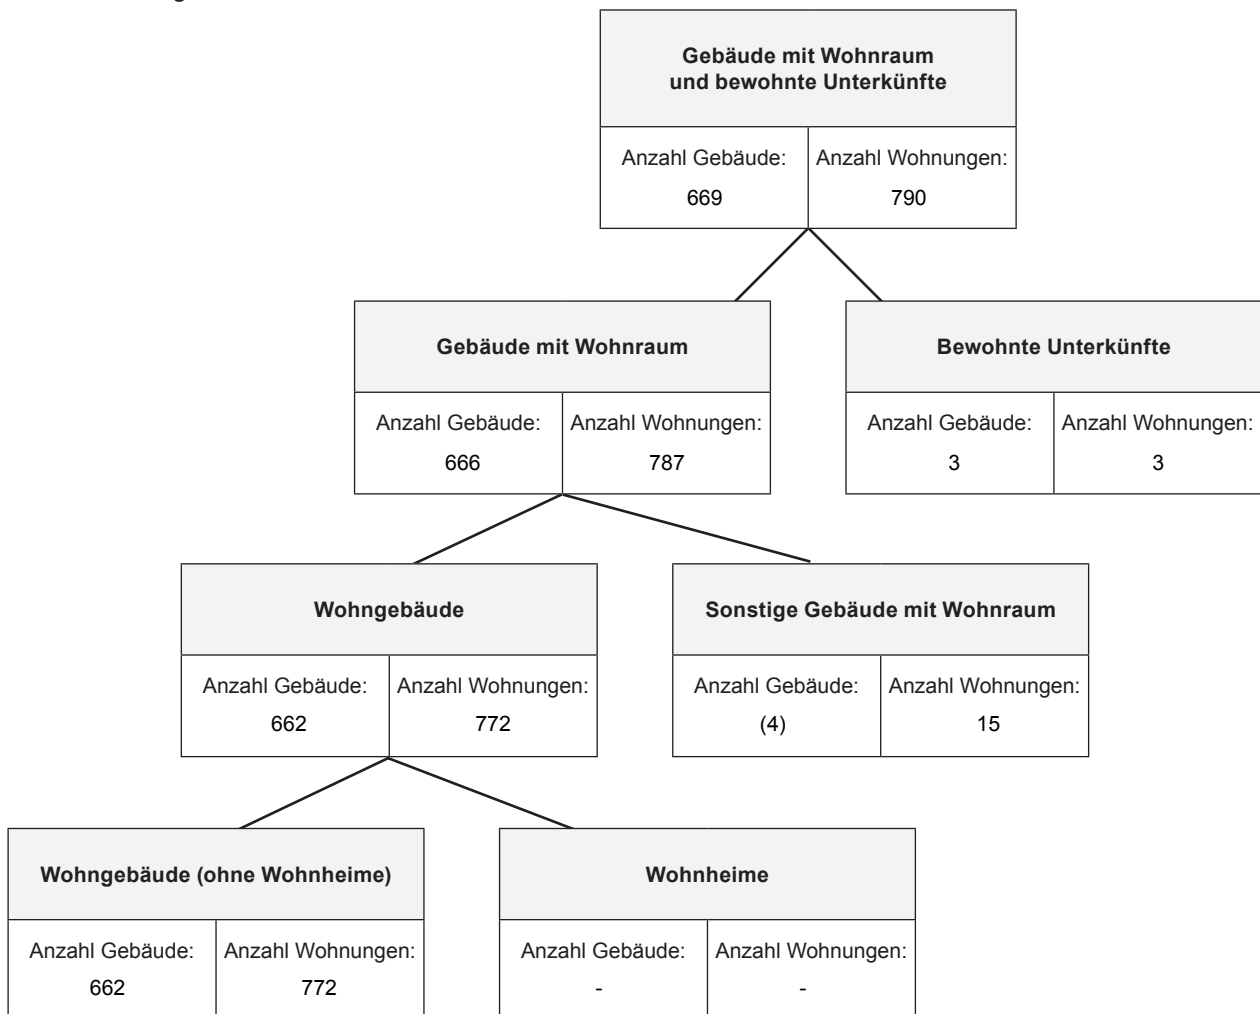 Gebäude mit Wohnraum
und bewohnte Unterkünfte
Anzahl Gebäude: Anzahl Wohnungen:
669 790
Gebäude mit Wohnraum
Anzahl Gebäude: Anzahl Wohnungen:
666 787
Bewohnte Unterkünfte
Anzahl Gebäude: Anzahl Wohnungen:
3 3
Wohngebäude
Anzahl Gebäude: Anzahl Wohnungen:
662 772
Sonstige Gebäude mit Wohnraum
Anzahl Gebäude: Anzahl Wohnungen:
(4) 15
Wohngebäude (ohne Wohnheime)
Anzahl Gebäude: Anzahl Wohnungen:
662 772
Wohnheime
Anzahl Gebäude: Anzahl Wohnungen:
- -